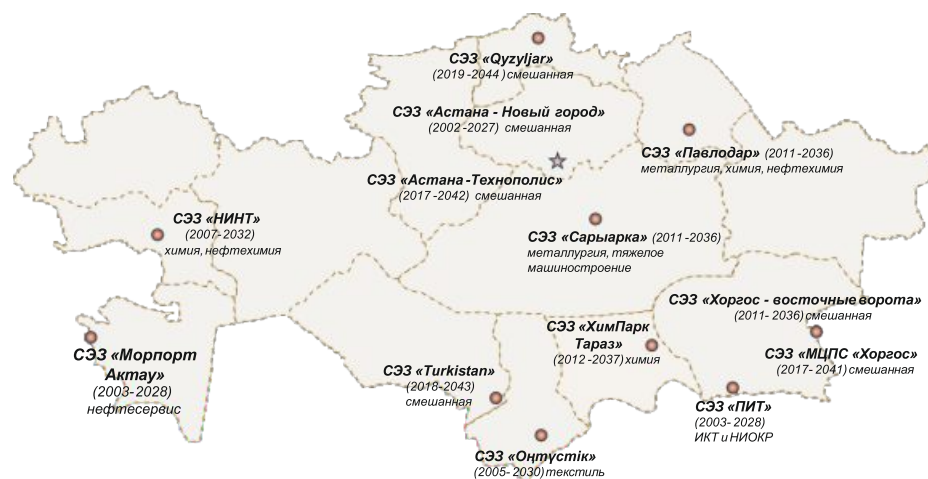 СЭЗ «Qyzyljar»
(2019-2044) смешанная
СЭЗ «Астана - Новый город»
(2002-2027) смешанная
СЭЗ «Павлодар» (2011-2036)
металлургия, химия, нефтехимия
СЭЗ «Астана-Технополис»
(2017-2042) смешанная
СЭЗ «НИНТ»
(2007-2032)
химия, нефтехимия
СЭЗ «Сарыарка» (2011-2036)
металлургия, тяжелое
машиностроение
СЭЗ «Хоргос - восточные ворота»
(2011-2036) смешанная
СЭЗ «ХимПарк
Тараз»
(2012-2037) химия
СЭЗ «Морпорт
Актау»
(2003-2028)
нефтесервис
СЭЗ «МЦПС «Хоргос»
(2017-2041) смешанная
СЭЗ «Turkistan»
(2018-2043)
смешанная
СЭЗ «ПИТ»
(2003-2028)
ИКТ и НИОКР
СЭЗ «Оңтүстік»
(2005-2030) текстиль